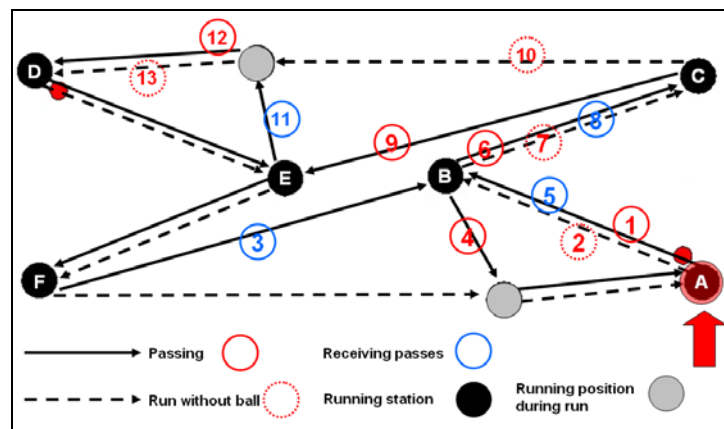 12
10
D
13
C
11
9
6
7
8
E
B
5
1
3
4
2
F
A
Passing
Receiving passes
Run without ball
Running station
Running position
during run